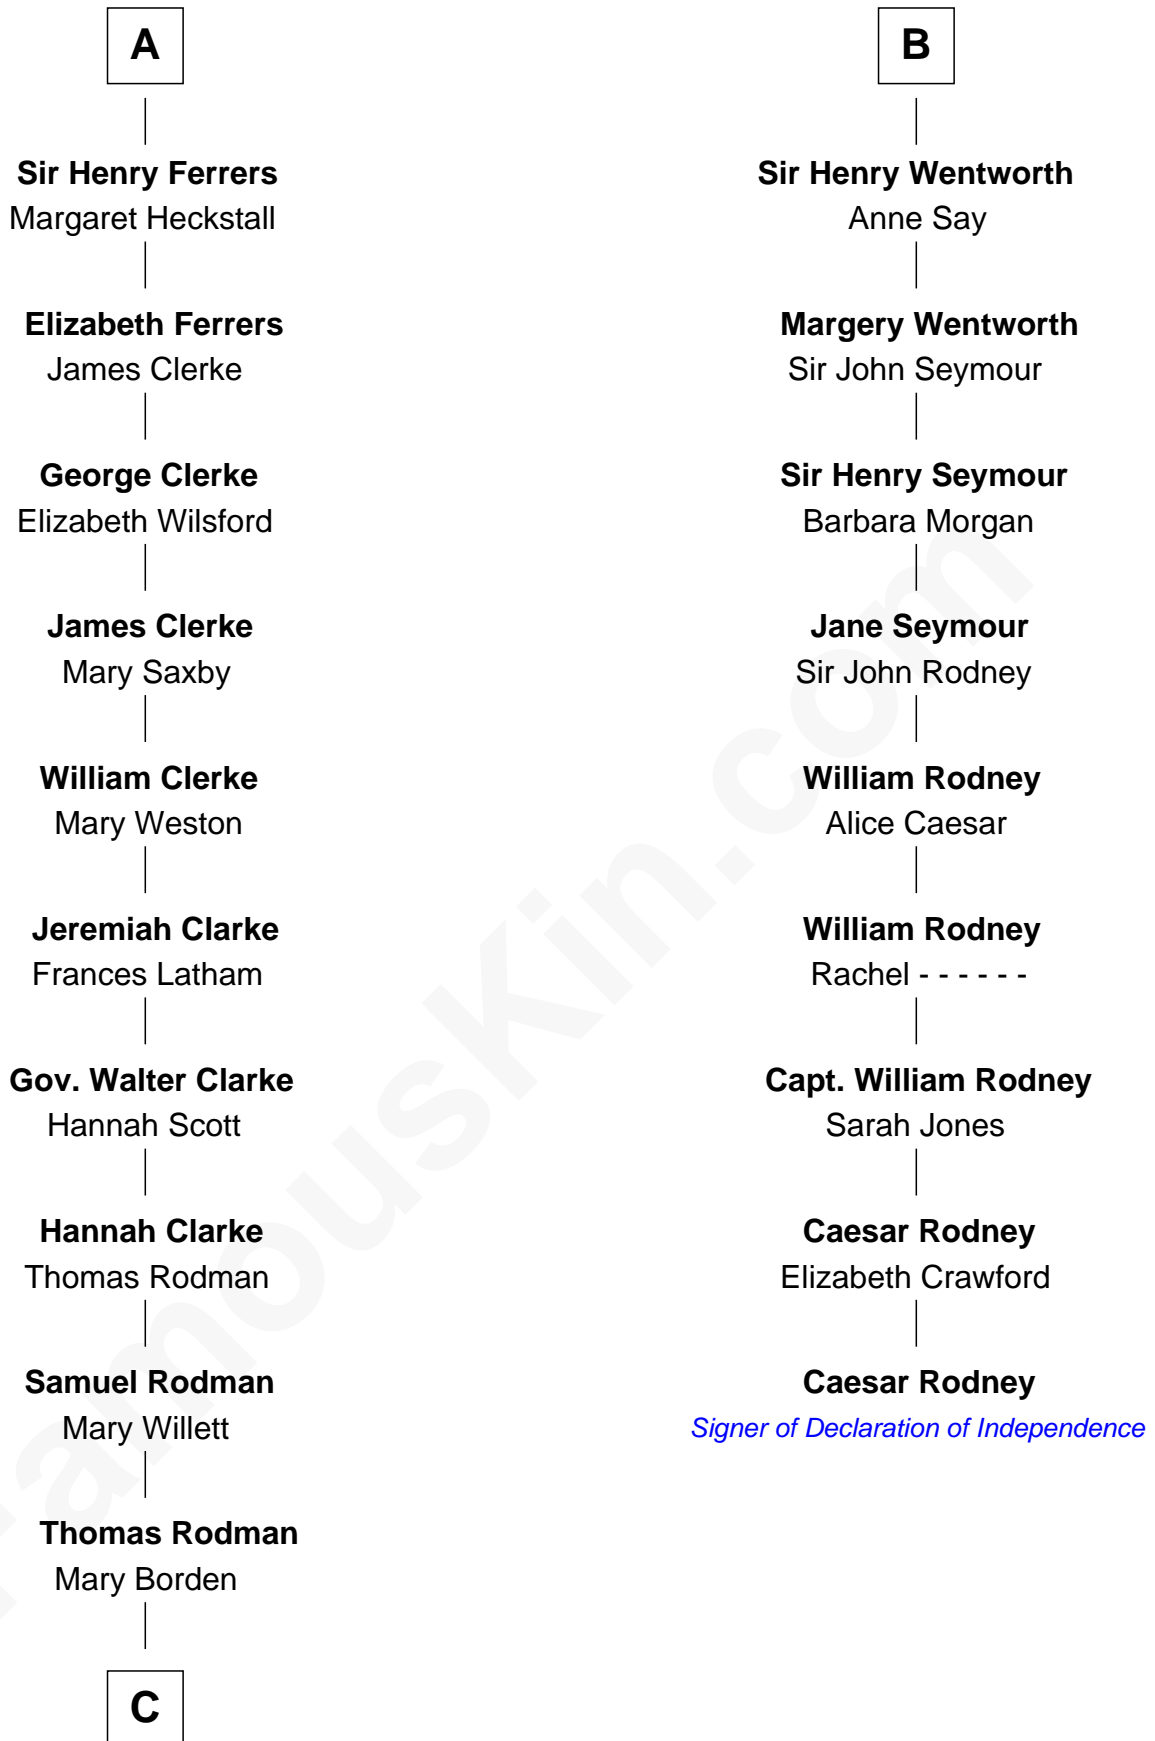 A
Sir Henry Ferrers
Margaret Heckstall
Elizabeth Ferrers
James Clerke
George Clerke
Elizabeth Wilsford
James Clerke
Mary Saxby
William Clerke
Mary Weston
Jeremiah Clarke
Frances Latham
Gov. Walter Clarke
Hannah Scott
Hannah Clarke
Thomas Rodman
Samuel Rodman
Mary Willett
Thomas Rodman
Mary Borden
C
B
Sir Henry Wentworth
Anne Say
Margery Wentworth
Sir John Seymour
Sir Henry Seymour
Barbara Morgan
Jane Seymour
Sir John Rodney
William Rodney
Alice Caesar
William Rodney
Rachel - - - - - -
Capt. William Rodney
Sarah Jones
Caesar Rodney
Elizabeth Crawford
Caesar Rodney
Signer of Declaration of Independence
FamousKin.com